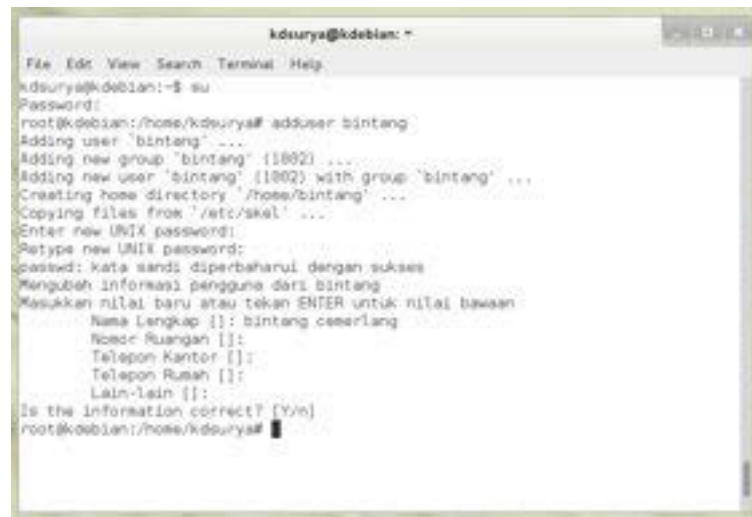 kdsurya@kdebian: ~
File Edit View Search Terminal Help
kdsurya@kdebian:~$ su
Password:
root@kdebian:/home/kdsurya# adduser bintang
Adding user `bintang' ...
Adding new group `bintang' (1002) ...
Adding new user `bintang' (1002) with group `bintang' ...
Creating home directory `/home/bintang' ...
Copying files from `/etc/skel' ...
Enter new UNIX password:
Retype new UNIX password:
passwd: kata sandi diperbaharui dengan sukses
Mengubah informasi pengguna dari bintang
Masukkan nilai baru atau tekan ENTER untuk nilai bawaan
Nama Lengkap []: bintang cemerlang
Nomor Ruangan []:
Telepon Kantor []:
Telepon Rumah []:
Lain-lain []:
Is the information correct? [Y/n]
root@kdebian:/home/kdsurya#